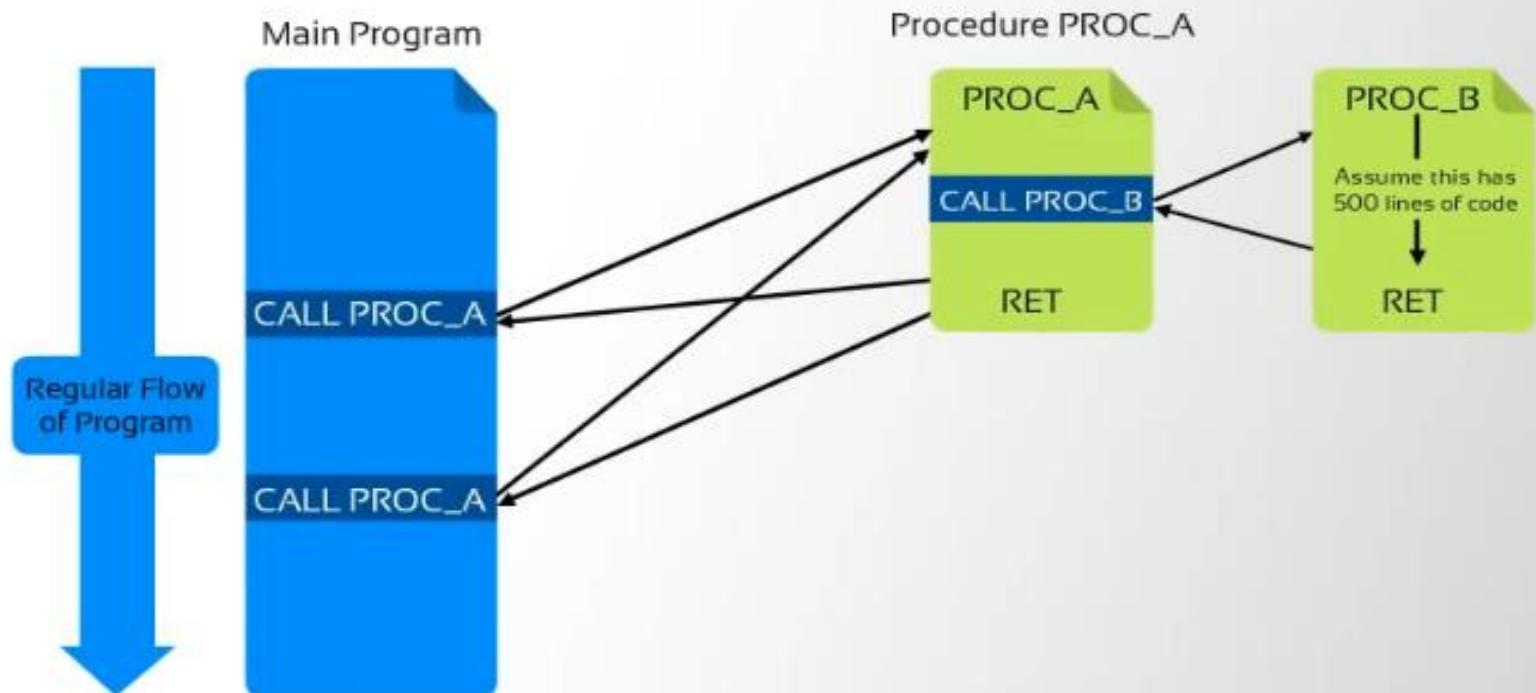 Main Program
Procedure PROC_A
Regular Flow
of Program
CALL PROC_A
CALL PROC_A
PROC_A
CALL PROC_B
RET
PROC_B
Assume this has
500 lines of code
RET